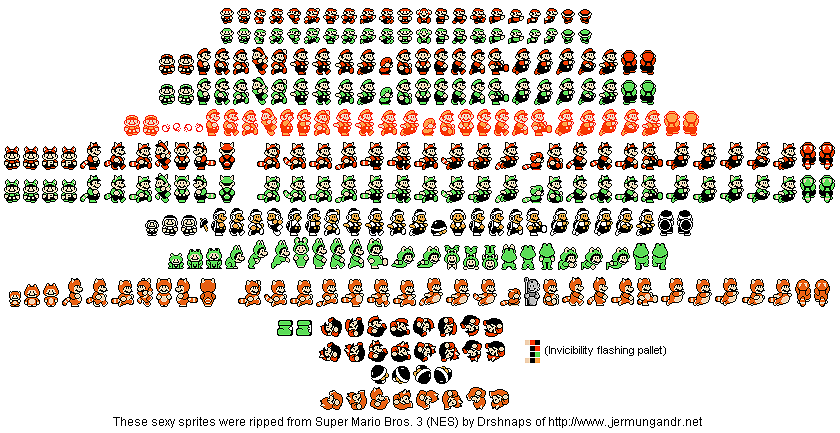 (Invicibility flashing pallet)
These sexy sprites were ripped from Super Mario Bros. 3 (NES) by Drshnaps of http://www.jermungandr.net